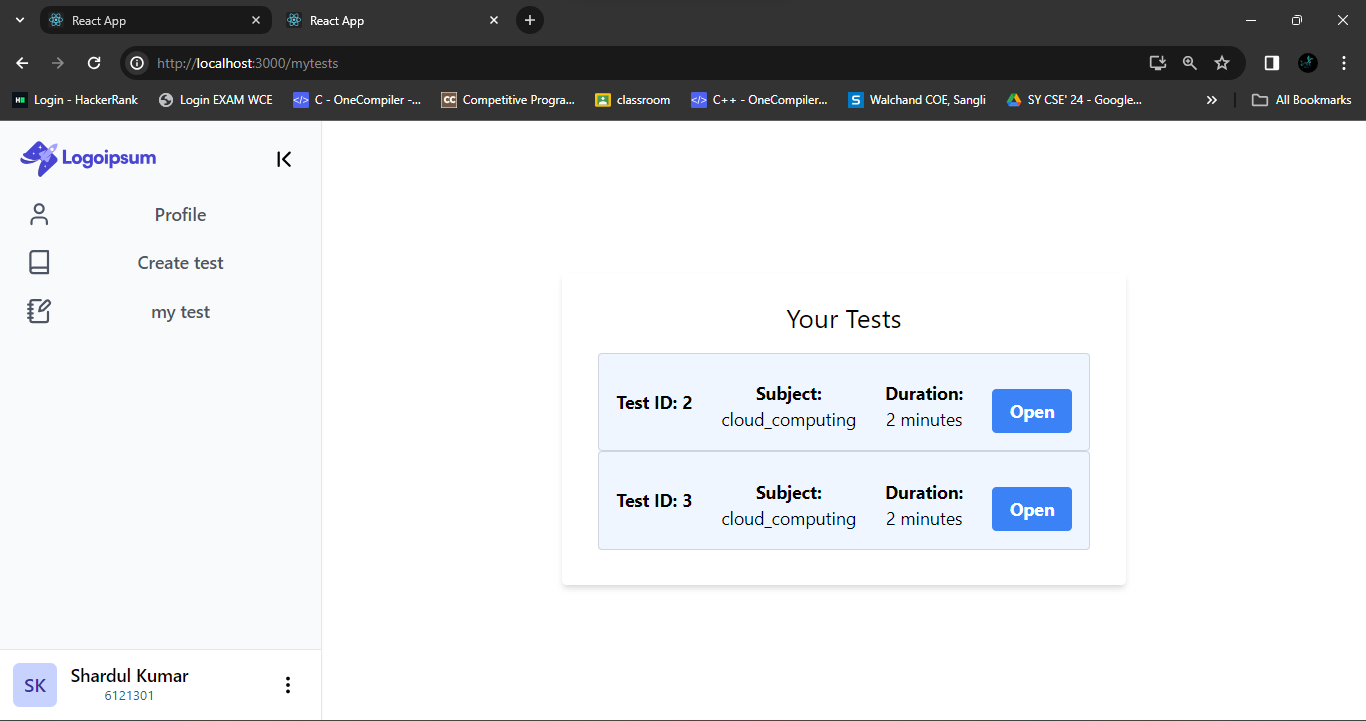 React App
React App
http://localhost:3000/mytests
Login - HackerRank
Login EXAM WCE
C - OneCompiler -...
CC
Competitive Progra...
classroom
C++ - OneCompiler...
S
Walchand COE, Sangli
SY CSE' 24 - Google...
All Bookmarks
Logoipsum
Profile
Create test
my test
Your Tests
Test ID: 2
Subject:
cloud_computing
Duration:
2 minutes
Open
Test ID: 3
Subject:
cloud_computing
Duration:
2 minutes
Open
SK
Shardul Kumar
6121301